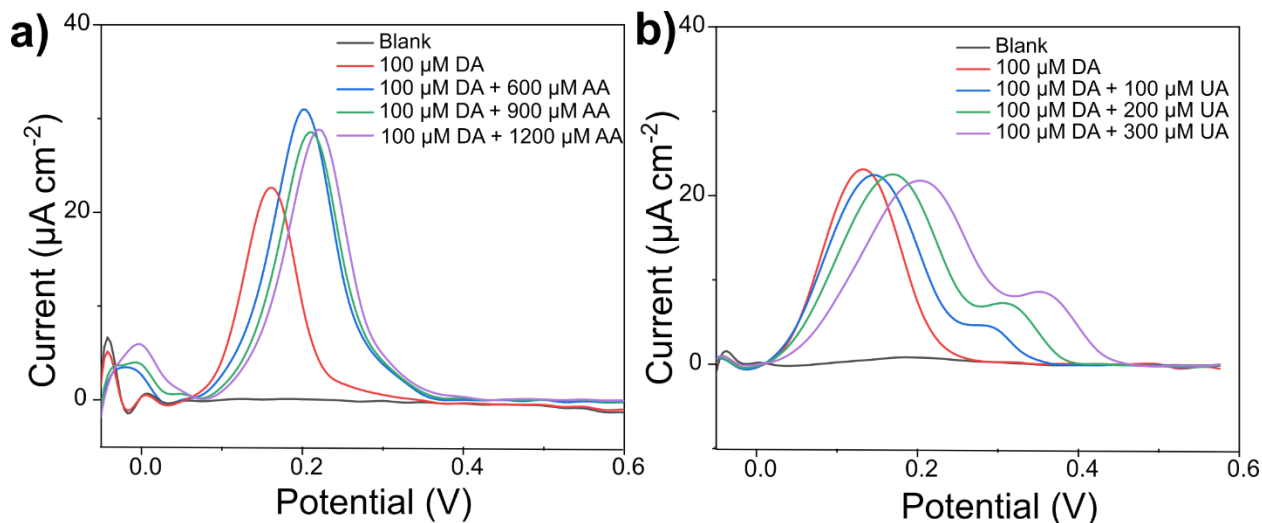 a)
40
20
0
Current (µA cm-2)
Blank
100 µM DA
100 µM DA + 600 µM AA
100 µM DA + 900 µM AA
100 µM DA + 1200 µM AA
0.0 0.2 0.4 0.6
Potential (V)
b)
40
20
0
Current (µA cm-2)
Blank
100 µM DA
100 µM DA + 100 µM UA
100 µM DA + 200 µM UA
100 µM DA + 300 µM UA
0.0 0.2 0.4 0.6
Potential (V)